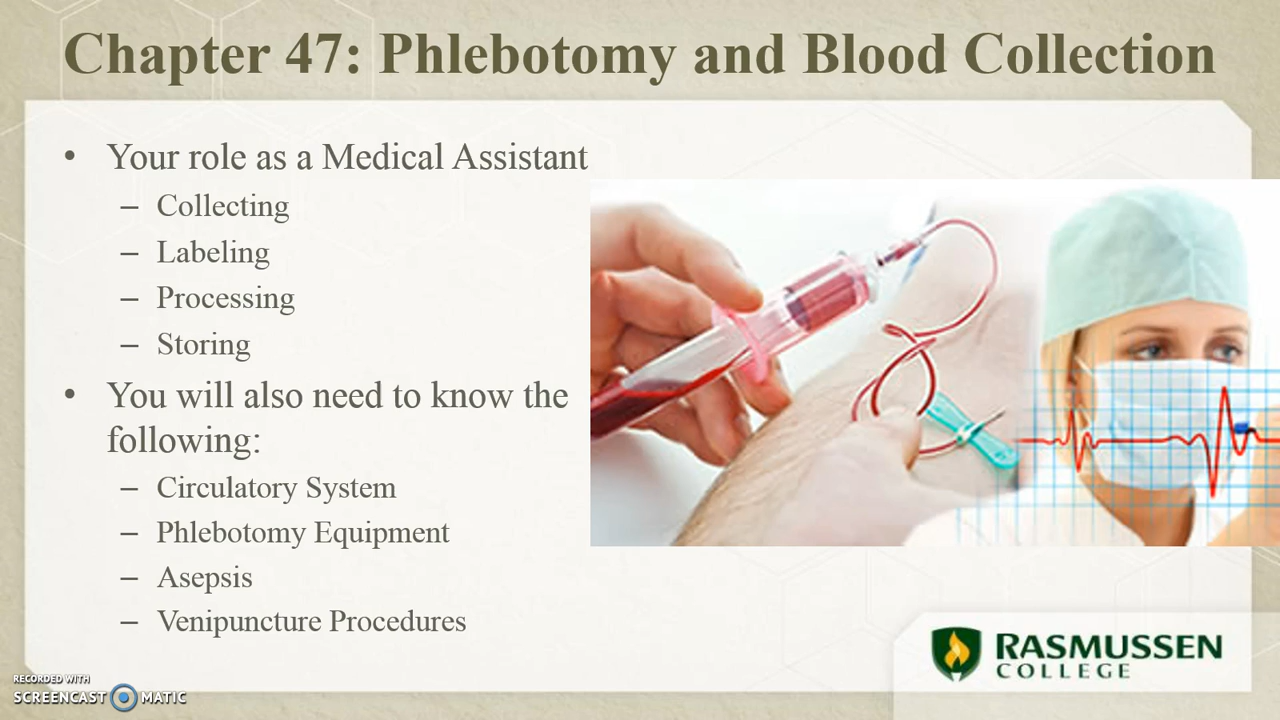 Chapter 47: Phlebotomy and Blood Collection
• Your role as a Medical Assistant
– Collecting
– Labeling
– Processing
– Storing
• You will also need to know the
following:
– Circulatory System
– Phlebotomy Equipment
– Asepsis
– Venipuncture Procedures
RASMUSSEN
COLLEGE
RECORDED WITH
SCREENCAST MATIC